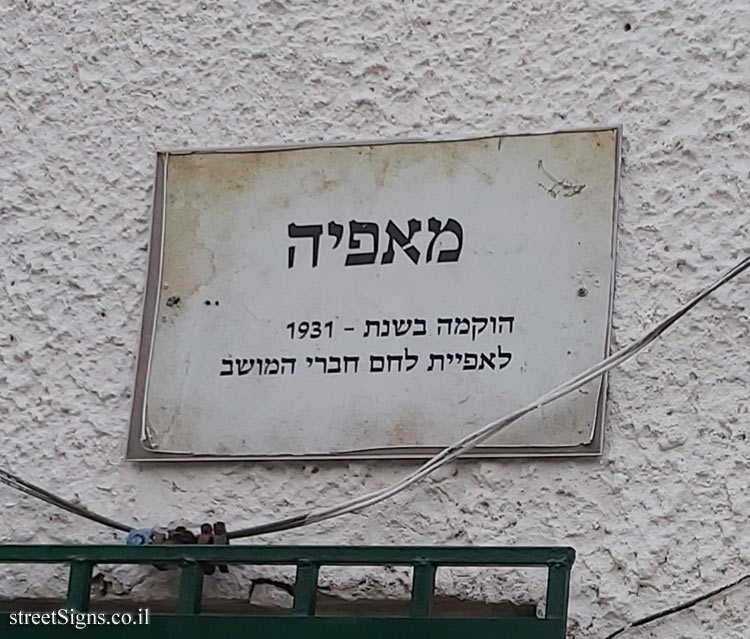 מאפיה
הוקמה בשנת - 1931
לאפיית לחם חברי המושב
streetSigns.co.il